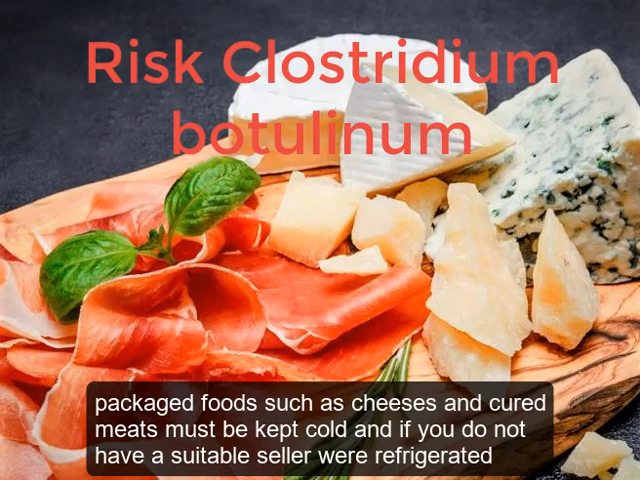 Risk Clostridium
botulinum
packaged foods such as cheeses and cured
meats must be kept cold and if you do not
have a suitable seller were refrigerated